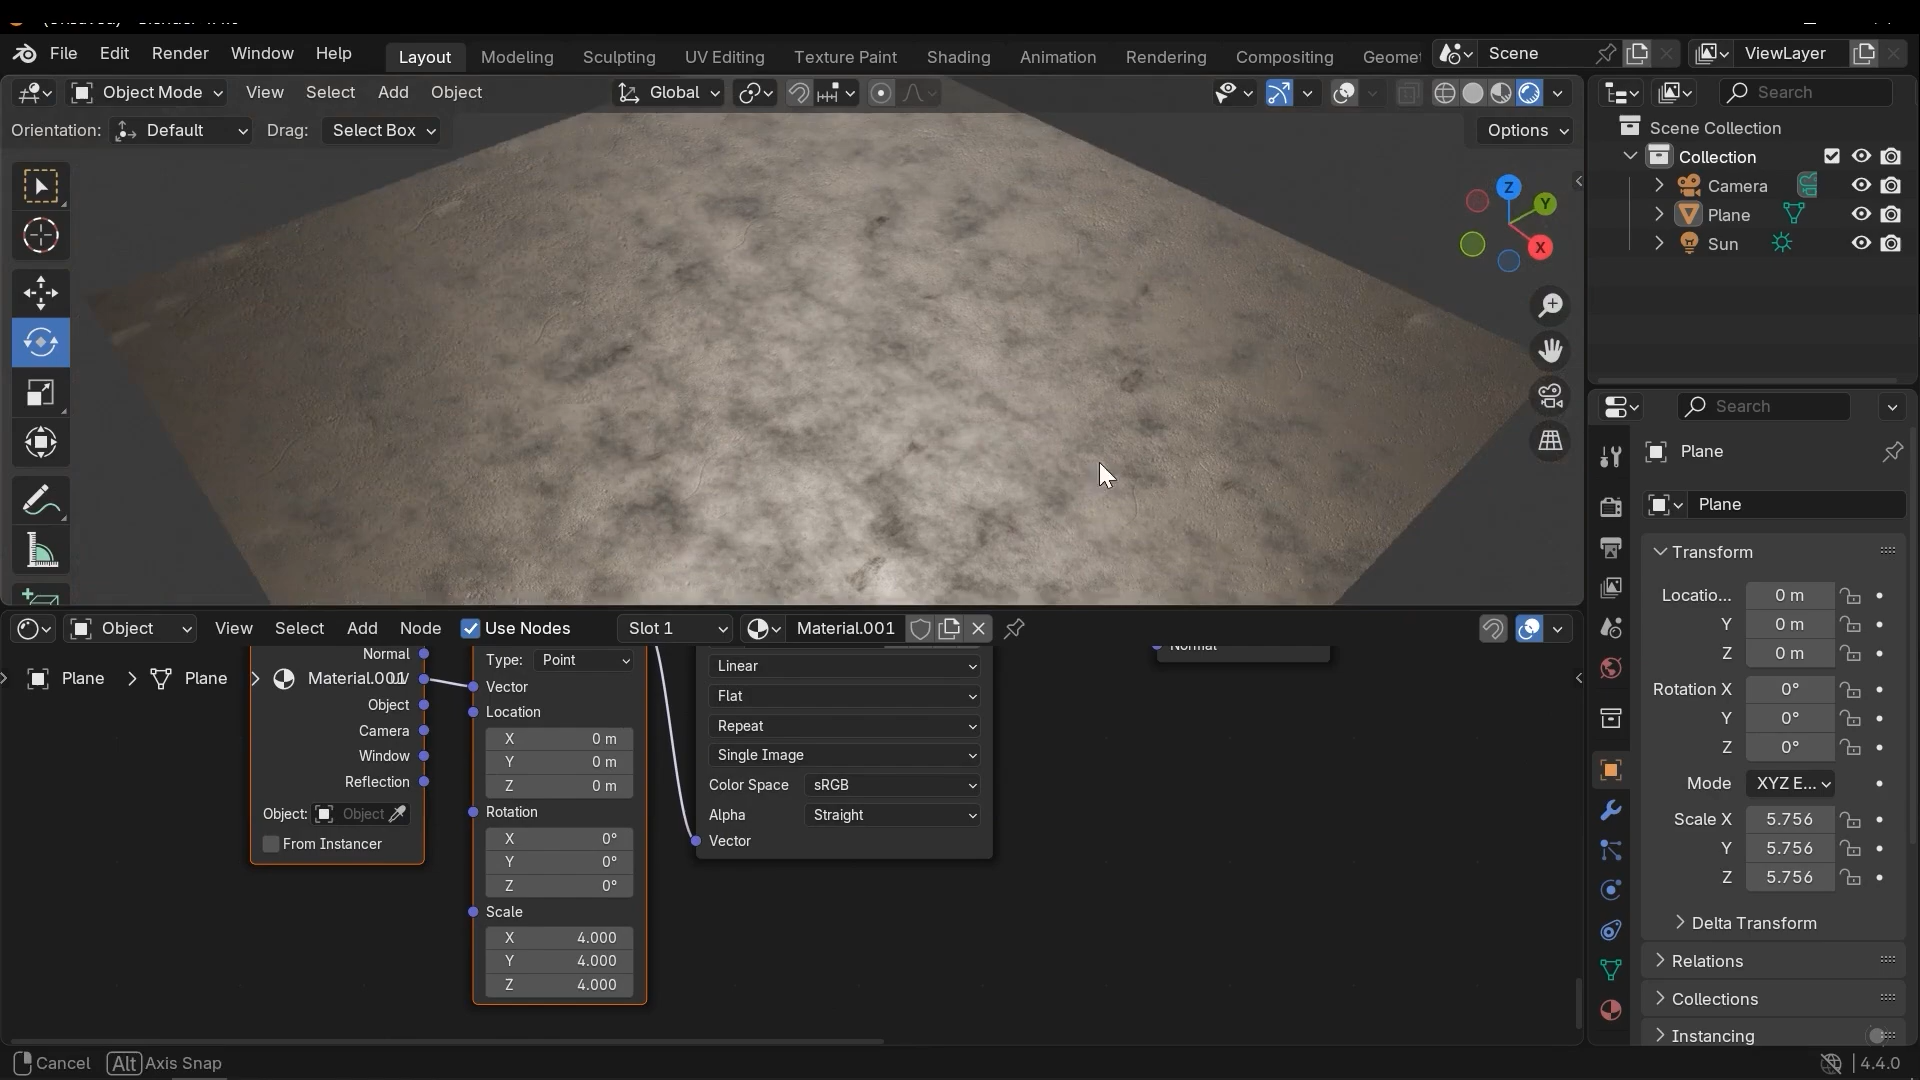 File Edit Render Window Help
Layout Modeling Sculpting UV Editing Texture Paint Shading Animation Rendering Compositing Geomet
Scene
ViewLayer
Object Mode View Select Add Object
Global
Search
Orientation: Default Drag: Select Box
Options
Scene Collection
Collection
Camera
Plane
Sun
Z
Y
X
Search
Plane
Plane
Transform
Locatio... 0 m
Y 0 m
Z 0 m
Rotation X 0°
Y 0°
Z 0°
Mode XYZ E...
Scale X 5.756
Y 5.756
Z 5.756
Delta Transform
Relations
Collections
Instancing
Object View Select Add Node Use Nodes Slot 1 Material.001
Plane Plane Material.001
Normal
Object
Camera
Window
Reflection
Object: Object
From Instancer
Type: Point
Vector
Location
X 0 m
Y 0 m
Z 0 m
Rotation
X 0°
Y 0°
Z 0°
Scale
X 4.000
Y 4.000
Z 4.000
Linear
Flat
Repeat
Single Image
Color Space sRGB
Alpha Straight
Vector
Normal
Cancel Alt Axis Snap
4.4.0